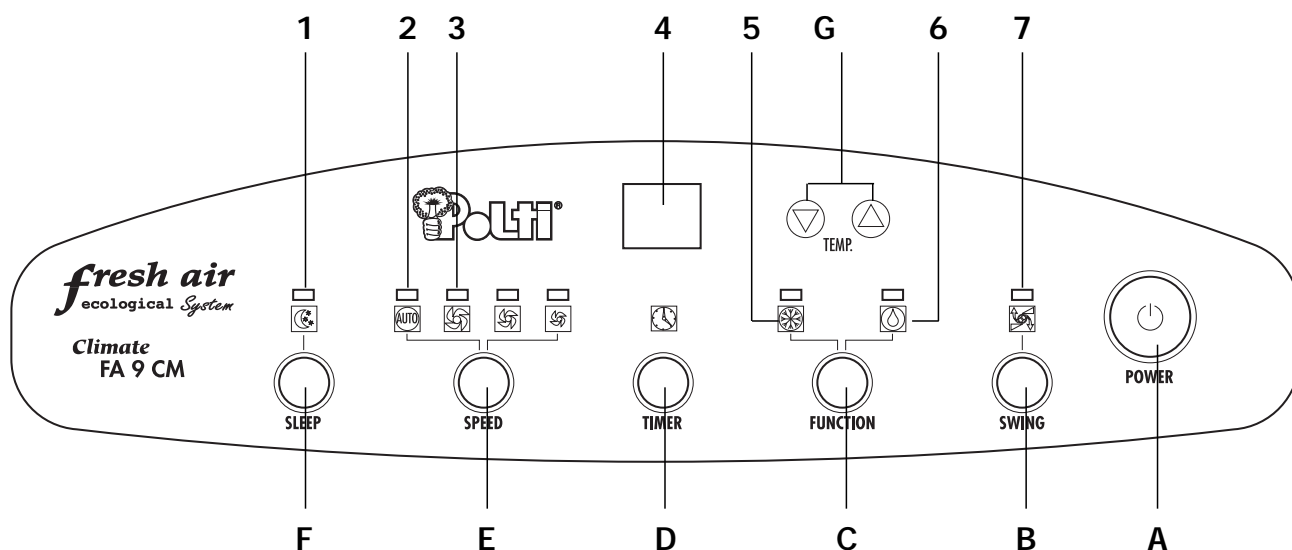 1 2 3 4 5 G 6 7
Polti®
TEMP.
fresh air
ecological System
AUTO
Climate
FA 9 CM
SLEEP SPEED TIMER FUNCTION SWING POWER
F E D C B A